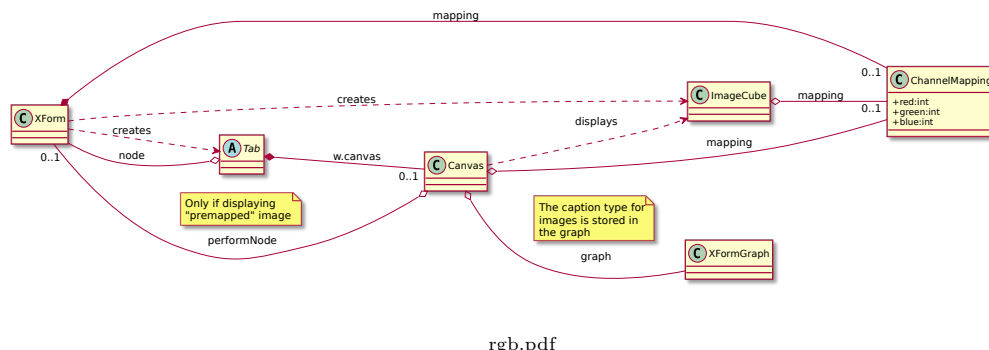 mapping
C ChannelMapping
0..1
+red:int
+green:int
+blue:int
C ImageCube
mapping
0..1
creates
C XForm
creates
displays
node
0..1
A Tab
w.canvas
0..1
C Canvas
mapping
Only if displaying
"premapped" image
The caption type for
images is stored in
the graph
performNode
graph
C XFormGraph
rgb.pdf